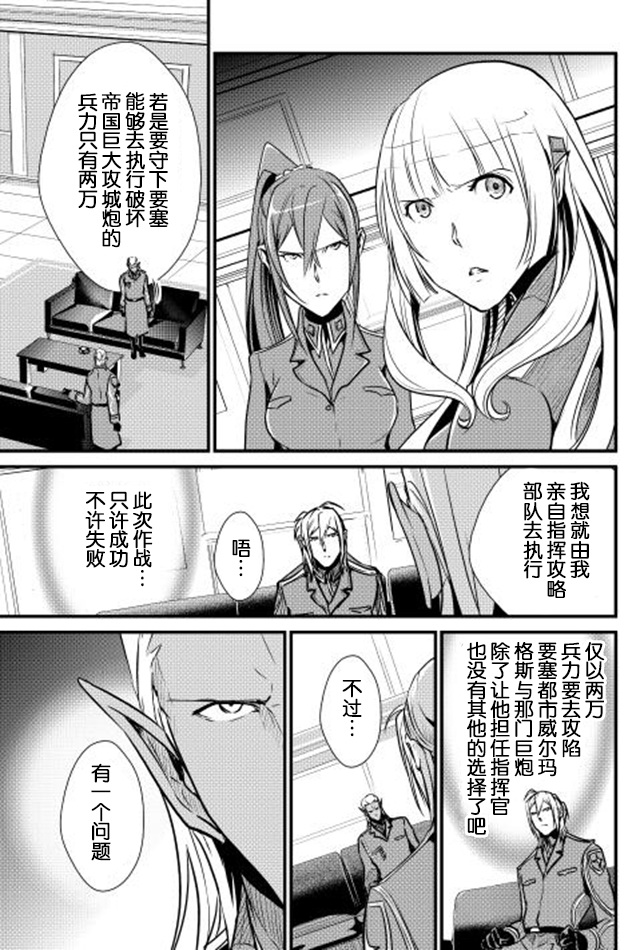 若是要守下要塞
能够去执行破坏
帝国巨大攻城炮的
兵力只有两万
我想就由我
亲自指挥攻略
部队去执行
唔…
此次作战…
只许成功
不许失败
仅以两万
兵力要去攻陷
要塞都市威尔玛
格斯与那门巨炮
除了让他担任指挥官
也没有其他的选择了吧
不过…
有一个问题